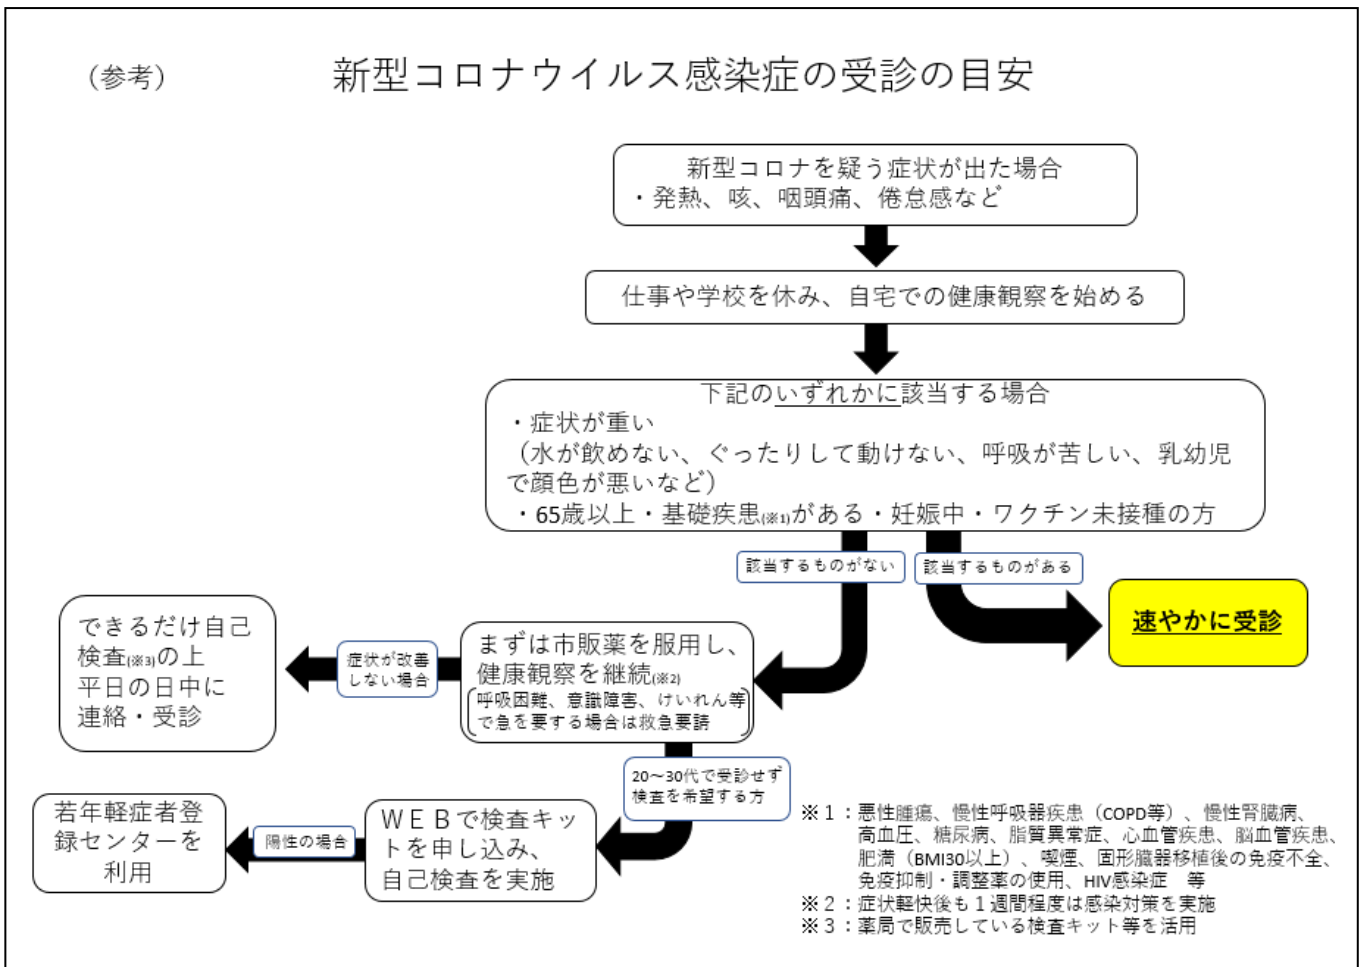 （参考）
新型コロナウイルス感染症の受診の目安
新型コロナを疑う症状が出た場合
・発熱、咳、咽頭痛、倦怠感など
仕事や学校を休み、自宅での健康観察を始める
下記のいずれかに該当する場合
・症状が重い
（水が飲めない、ぐったりして動けない、呼吸が苦しい、乳幼児
で顔色が悪いなど）
・65歳以上・基礎疾患(※1)がある・妊娠中・ワクチン未接種の方
該当するものがない
該当するものがある
速やかに受診
まずは市販薬を服用し、
健康観察を継続(※2)
呼吸困難、意識障害、けいれん等
で急を要する場合は救急要請
症状が改善
しない場合
できるだけ自己
検査(※3)の上
平日の日中に
連絡・受診
20～30代で受診せず
検査を希望する方
ＷＥＢで検査キッ
トを申し込み、
自己検査を実施
陽性の場合
若年軽症者登
録センターを
利用
※１：悪性腫瘍、慢性呼吸器疾患（COPD等）、慢性腎臓病、
高血圧、糖尿病、脂質異常症、心血管疾患、脳血管疾患、
肥満（BMI30以上）、喫煙、固形臓器移植後の免疫不全、
免疫抑制・調整薬の使用、HIV感染症　等
※２：症状軽快後も１週間程度は感染対策を実施
※３：薬局で販売している検査キット等を活用